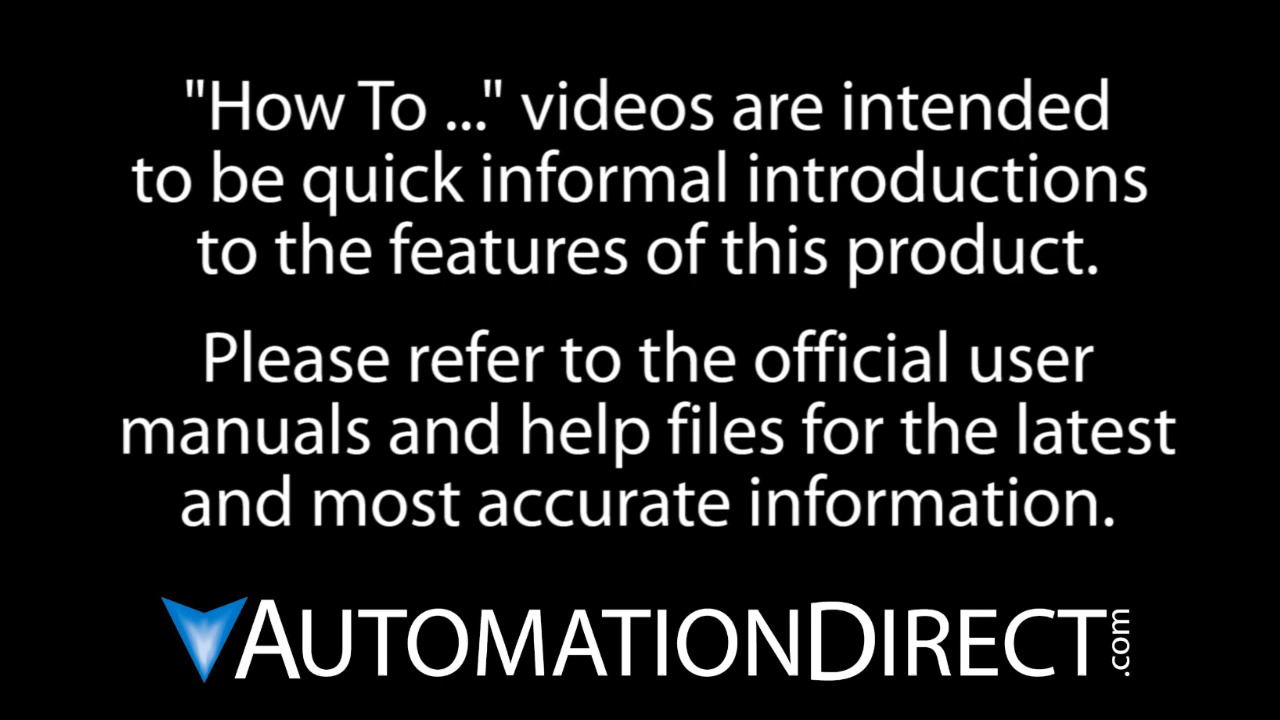 "How To ..." videos are intended
to be quick informal introductions
to the features of this product.
Please refer to the official user
manuals and help files for the latest
and most accurate information.
AUTOMATIONDIRECT.com